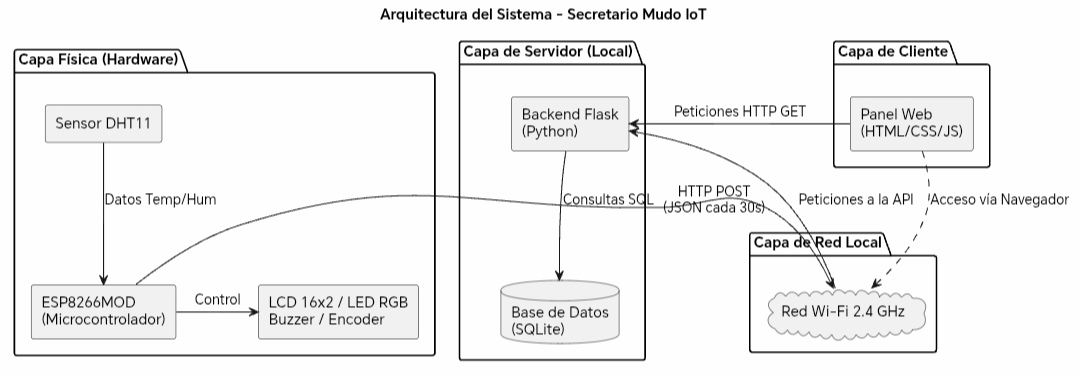 Arquitectura del Sistema - Secretario Mudo IoT
Capa Física (Hardware)
Sensor DHT11
Datos Temp/Hum
ESP8266MOD
(Microcontrolador)
Control
LCD 16x2 / LED RGB
Buzzer / Encoder
Capa de Servidor (Local)
Backend Flask
(Python)
Consultas SQL
Base de Datos
(SQLite)
Peticiones HTTP GET
HTTP POST
(JSON cada 30s)
Capa de Cliente
Panel Web
(HTML/CSS/JS)
Peticiones a la API
Acceso vía Navegador
Capa de Red Local
Red Wi-Fi 2.4 GHz